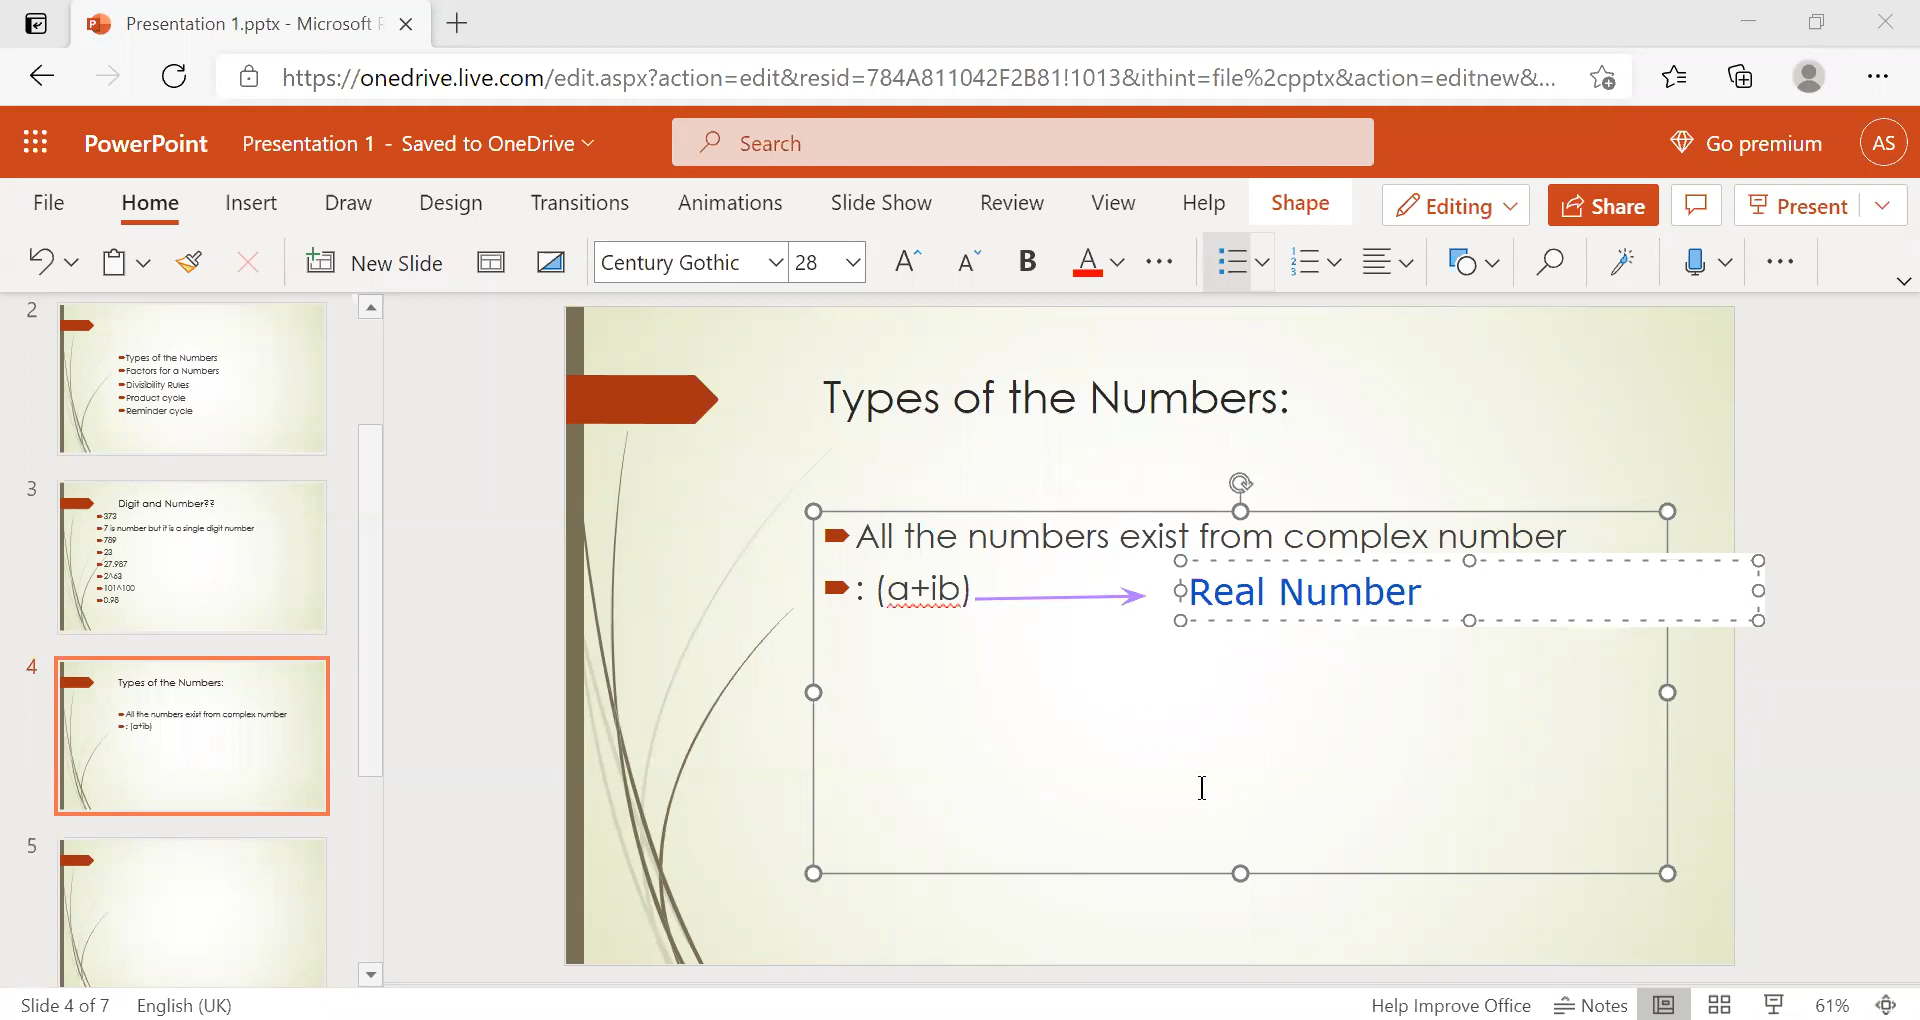 Presentation 1.pptx - Microsoft
https://onedrive.live.com/edit.aspx?action=edit&resid=784A811042F2B81!1013&ithint=file%2cpptx&action=editnew&...
PowerPoint Presentation 1 - Saved to OneDrive Search Go premium AS
File Home Insert Draw Design Transitions Animations Slide Show Review View Help Shape Editing Share Present
New Slide Century Gothic 28 A A B A ...
2
Types of the Numbers
Factors for a Numbers
Divisibility Rules
Product cycle
Reminder cycle
3
Digit and Number??
373
7 is number but it is a single digit number
789
23
27.987
2^63
101^100
0.98
4
Types of the Numbers:
All the numbers exist from complex number
: (a+ib)
5
Types of the Numbers:
All the numbers exist from complex number
: (a+ib) Real Number
Slide 4 of 7 English (UK) Help Improve Office Notes 61%